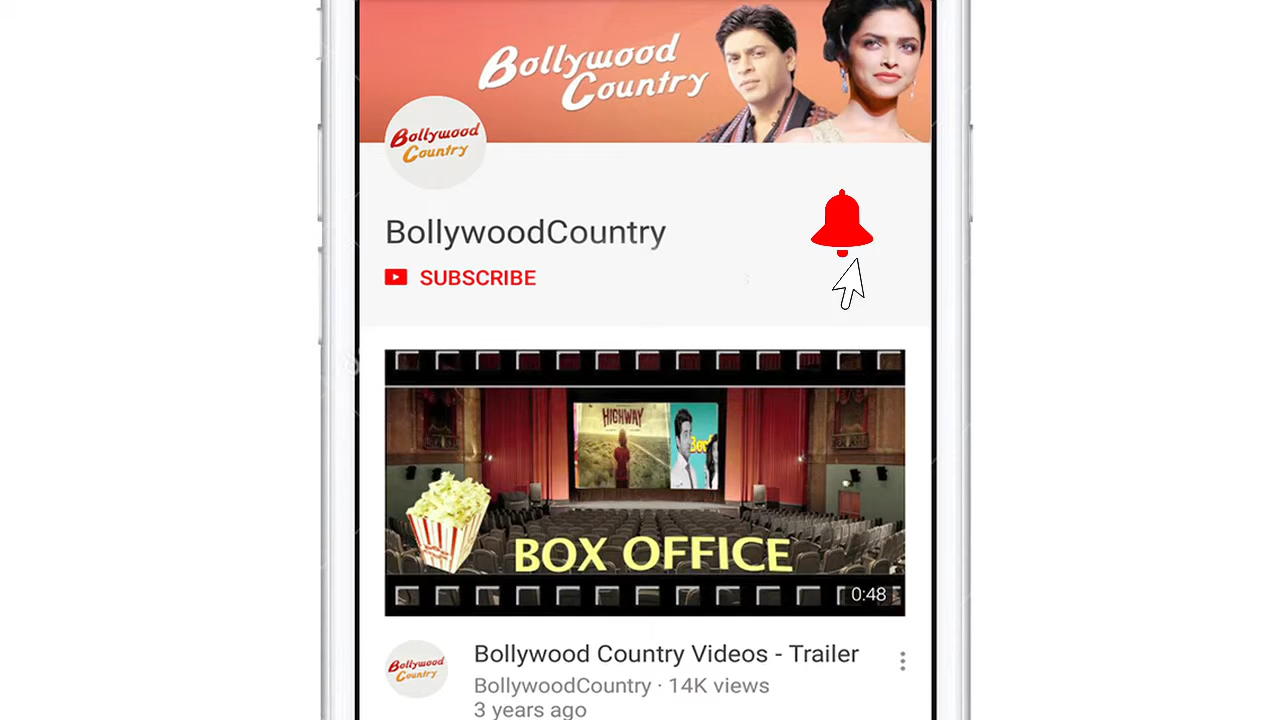 Bollywood
Country
Bollywood
Country
BollywoodCountry
SUBSCRIBE
HIGHWAY
BOX OFFICE
0:48
Bollywood Country Videos - Trailer
Bollywood
Country
BollywoodCountry · 14K views
3 years ago